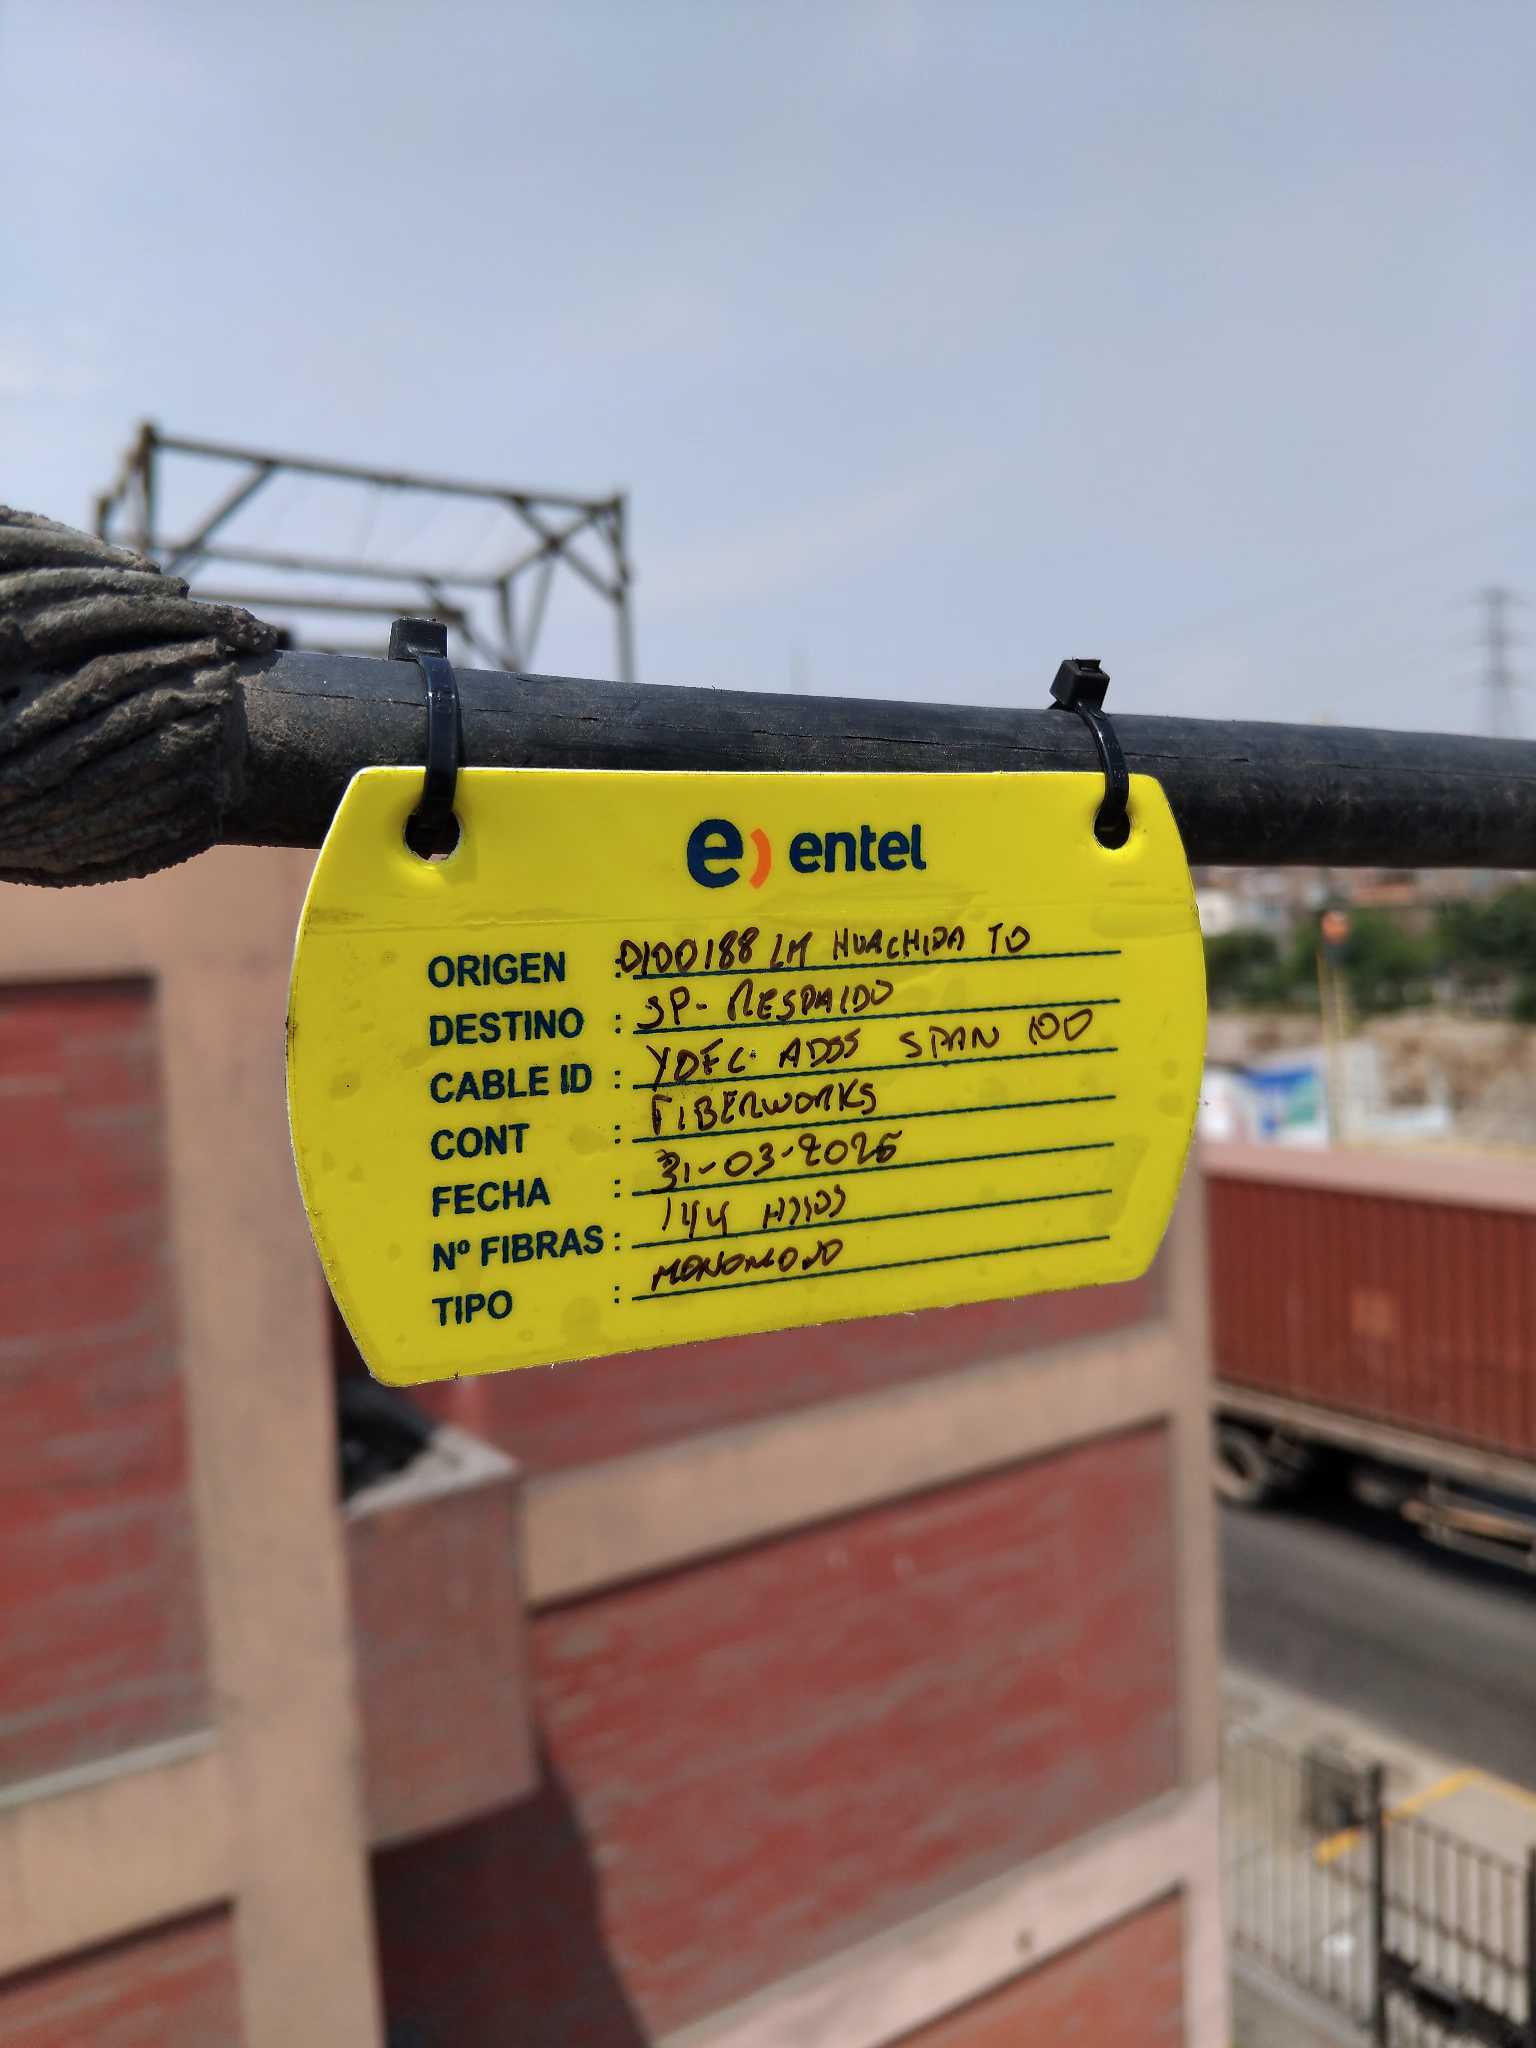 e) entel
ORIGEN : 0100188 LM HUACHIPA TO
DESTINO : SP- RESPALDO
CABLE ID : YOFC. ADSS SPAN 100
CONT : FIBERWORKS
FECHA : 31-03-2025
Nº FIBRAS : 144 HILOS
TIPO : MONOMODO